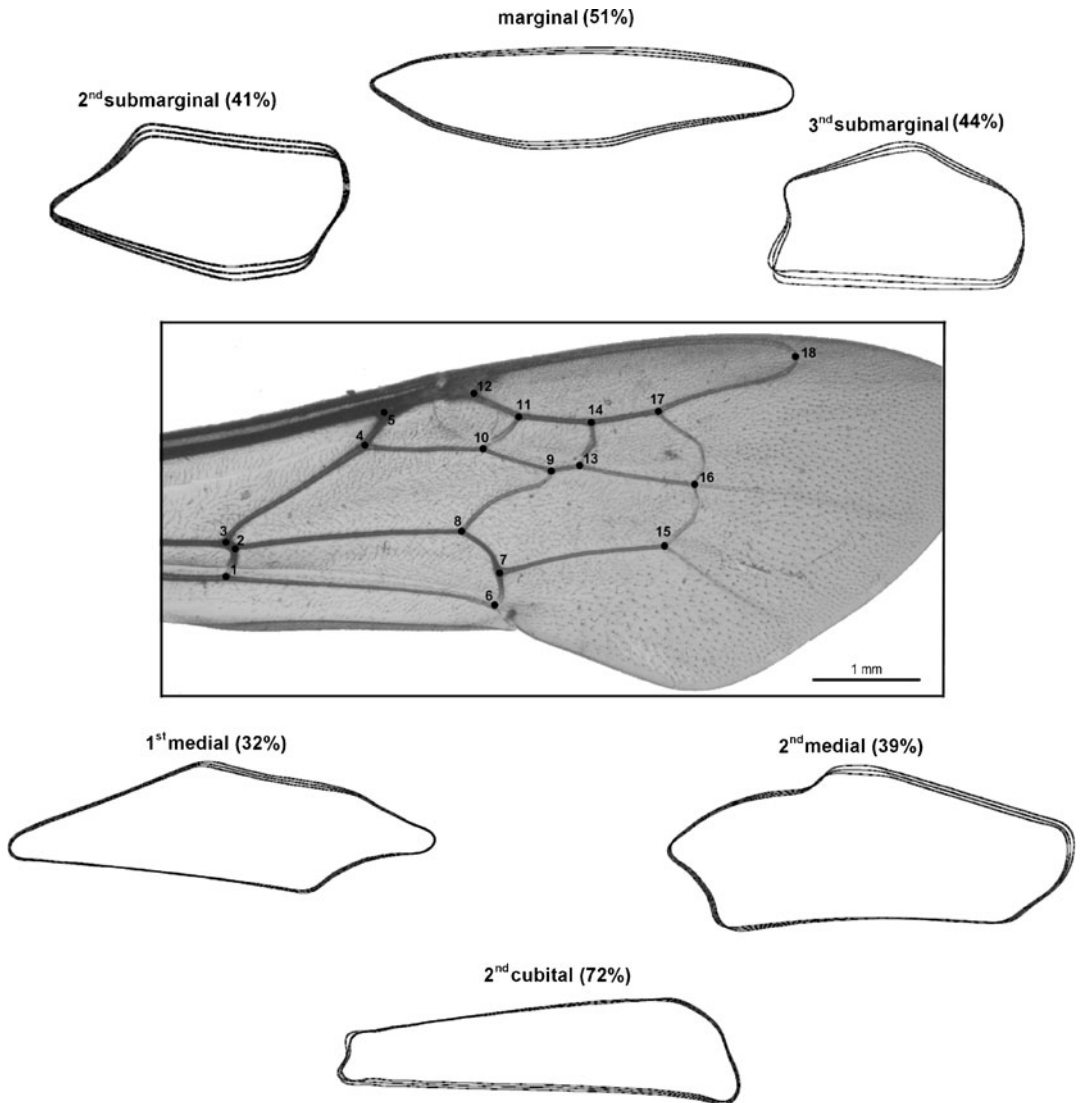 marginal (51%)
2nd submarginal (41%)
3nd submarginal (44%)
18
12
5
11
14
17
4
10
9
13
16
3
2
8
15
1
7
6
1 mm
1st medial (32%)
2nd medial (39%)
2nd cubital (72%)